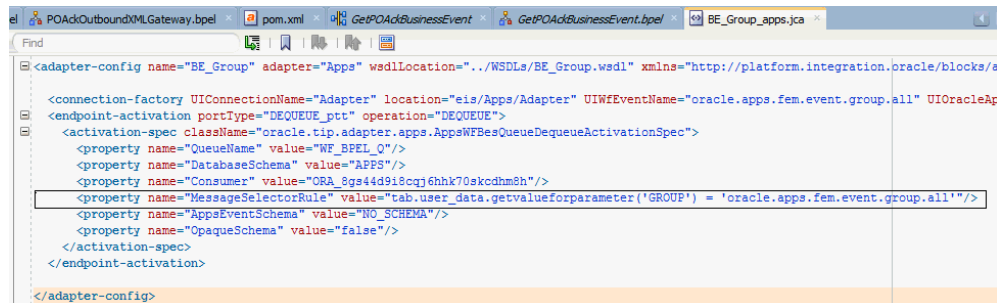 el POAckOutboundXMLGateway.bpel × pom.xml × GetPOAckBusinessEvent × GetPOAckBusinessEvent.bpel × BE_Group_apps.jca ×
Find
<adapter-config name="BE_Group" adapter="Apps" wsdlLocation="../WSDLs/BE_Group.wsdl" xmlns="http://platform.integration.oracle/blocks/a
<connection-factory UIConnectionName="Adapter" location="eis/Apps/Adapter" UIWfEventName="oracle.apps.fem.event.group.all" UIOracleAp
<endpoint-activation portType="DEQUEUE_ptt" operation="DEQUEUE">
<activation-spec className="oracle.tip.adapter.apps.AppsWFBesQueueDequeueActivationSpec">
<property name="QueueName" value="WF_BPEL_Q"/>
<property name="DatabaseSchema" value="APPS"/>
<property name="Consumer" value="ORA_8gs44d9i8cqj6hhk70skcdhm8h"/>
<property name="MessageSelectorRule" value="tab.user_data.getvalueforparameter('GROUP') = 'oracle.apps.fem.event.group.all'"/>
<property name="AppsEventSchema" value="NO_SCHEMA"/>
<property name="OpaqueSchema" value="false"/>
</activation-spec>
</endpoint-activation>
</adapter-config>